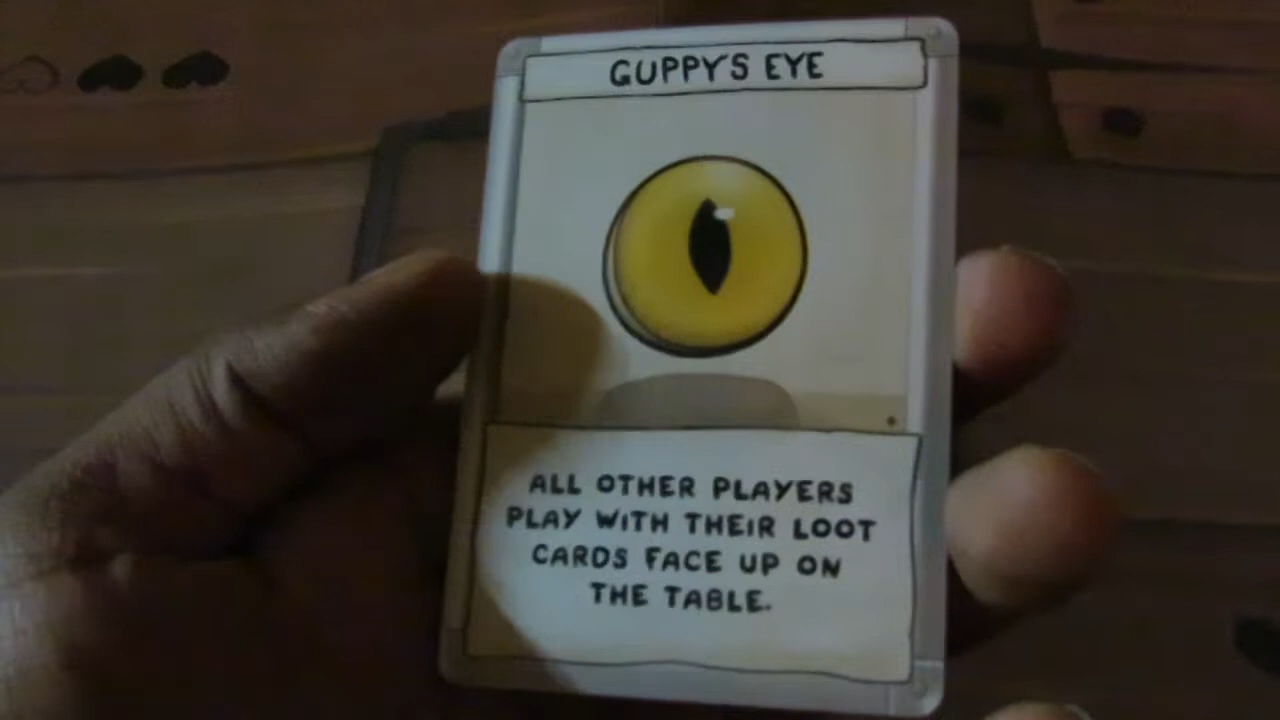 GUPPY'S EYE
ALL OTHER PLAYERS
PLAY WITH THEIR LOOT
CARDS FACE UP ON
THE TABLE.